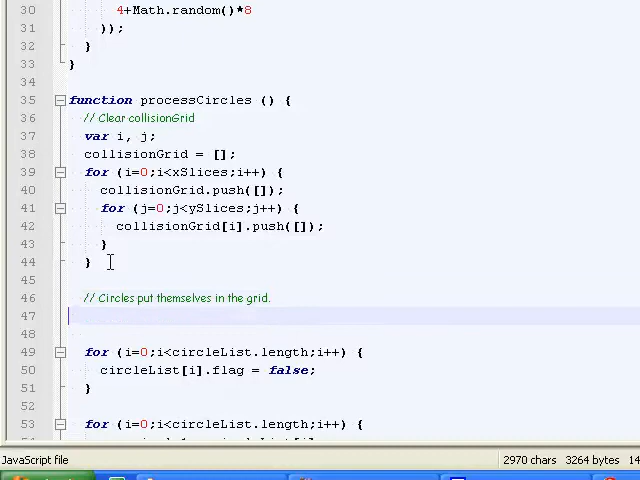 30 4+Math.random()*8
31 ));
32 }
33 }
34
35 function processCircles () {
36 // Clear collisionGrid
37 var i, j;
38 collisionGrid = [];
39 for (i=0;i<xSlices;i++) {
40 collisionGrid.push([]);
41 for (j=0;j<ySlices;j++) {
42 collisionGrid[i].push([]);
43 }
44 }
45
46 // Circles put themselves in the grid.
47
48
49 for (i=0;i<circleList.length;i++) {
50 circleList[i].flag = false;
51 }
52
53 for (i=0;i<circleList.length;i++) {
JavaScript file 2970 chars 3264 bytes 14